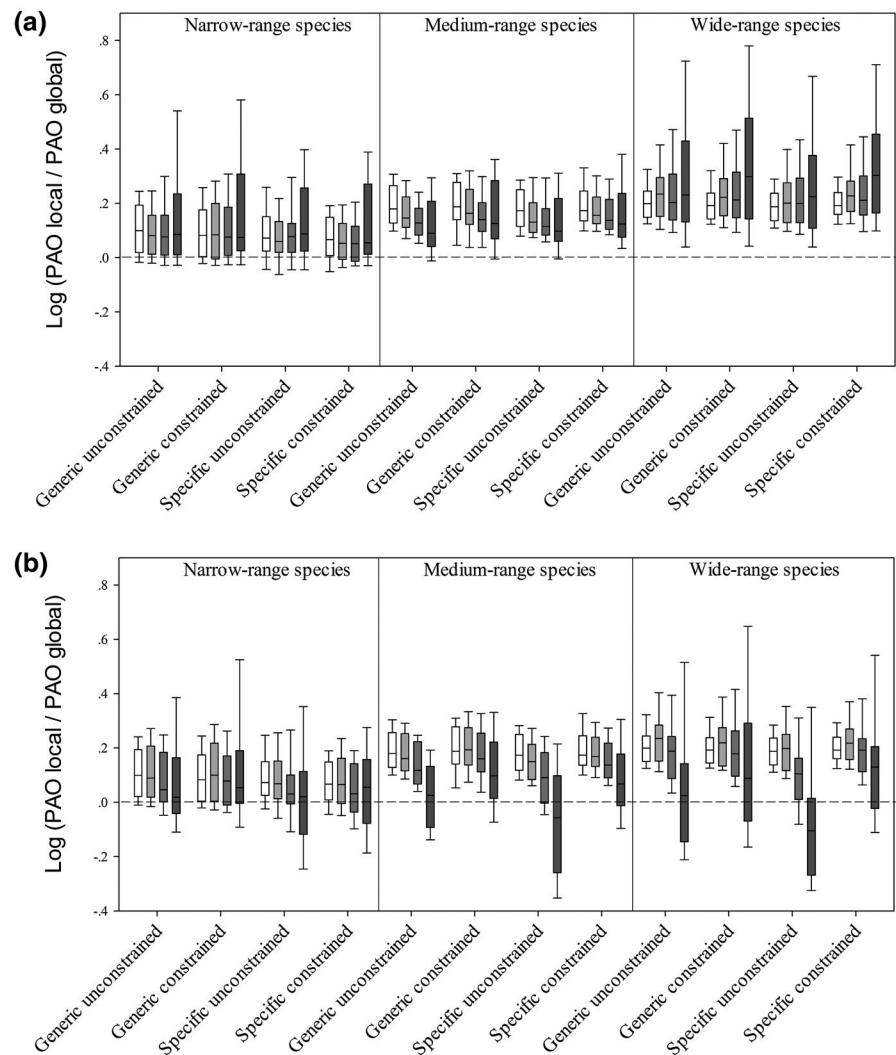 (a)
Narrow-range species
Medium-range species
Wide-range species
Log (PAO local / PAO global)
.8
.6
.4
.2
.0
-.2
-.4
Generic unconstrained
Generic constrained
Specific unconstrained
Specific constrained
Generic unconstrained
Generic constrained
Specific unconstrained
Specific constrained
Generic unconstrained
Generic constrained
Specific unconstrained
Specific constrained
(b)
Narrow-range species
Medium-range species
Wide-range species
Log (PAO local / PAO global)
.8
.6
.4
.2
.0
-.2
-.4
Generic unconstrained
Generic constrained
Specific unconstrained
Specific constrained
Generic unconstrained
Generic constrained
Specific unconstrained
Specific constrained
Generic unconstrained
Generic constrained
Specific unconstrained
Specific constrained